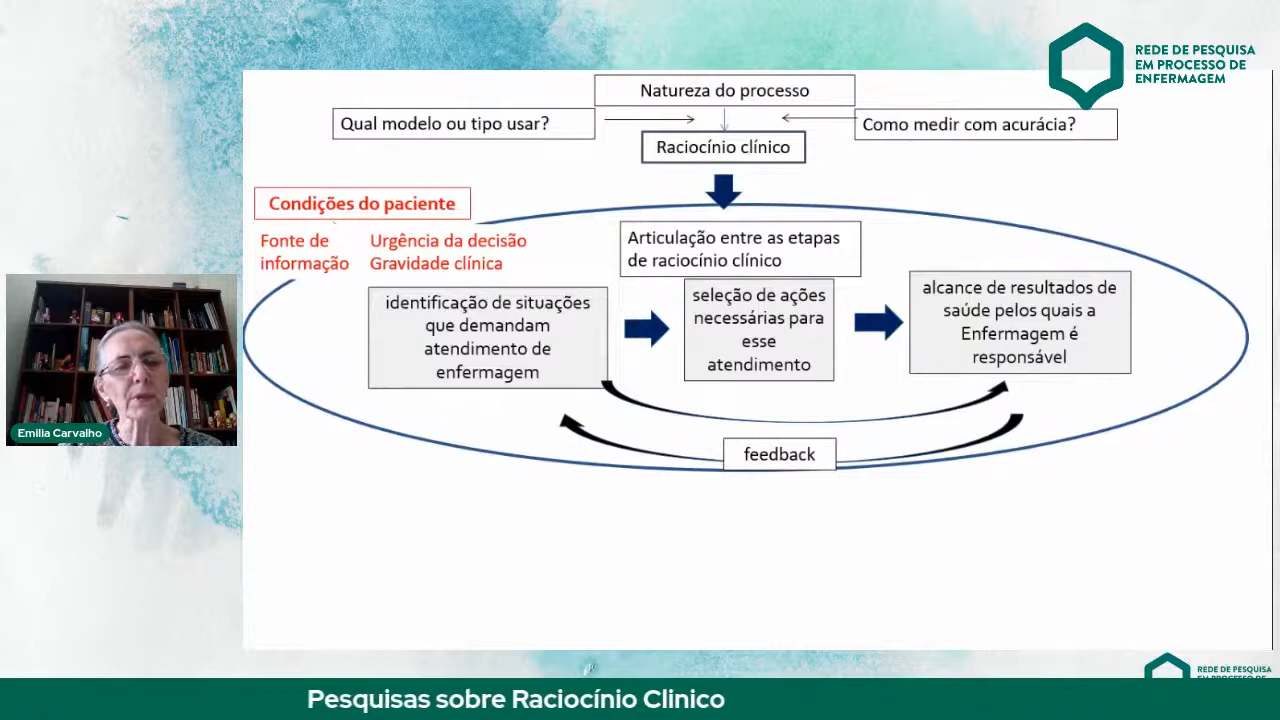 REDE DE PESQUISA
EM PROCESSO DE
ENFERMAGEM
Natureza do processo
Qual modelo ou tipo usar?
Como medir com acurácia?
Raciocínio clínico
Condições do paciente
Fonte de
informação
Urgência da decisão
Gravidade clínica
Articulação entre as etapas
de raciocínio clínico
identificação de situações
que demandam
atendimento de
enfermagem
seleção de ações
necessárias para
esse
atendimento
alcance de resultados de
saúde pelos quais a
Enfermagem é
responsável
feedback
Emilia Carvalho
REDE DE PESQUISA
EM PROCESSO DE
Pesquisas sobre Raciocínio Clinico